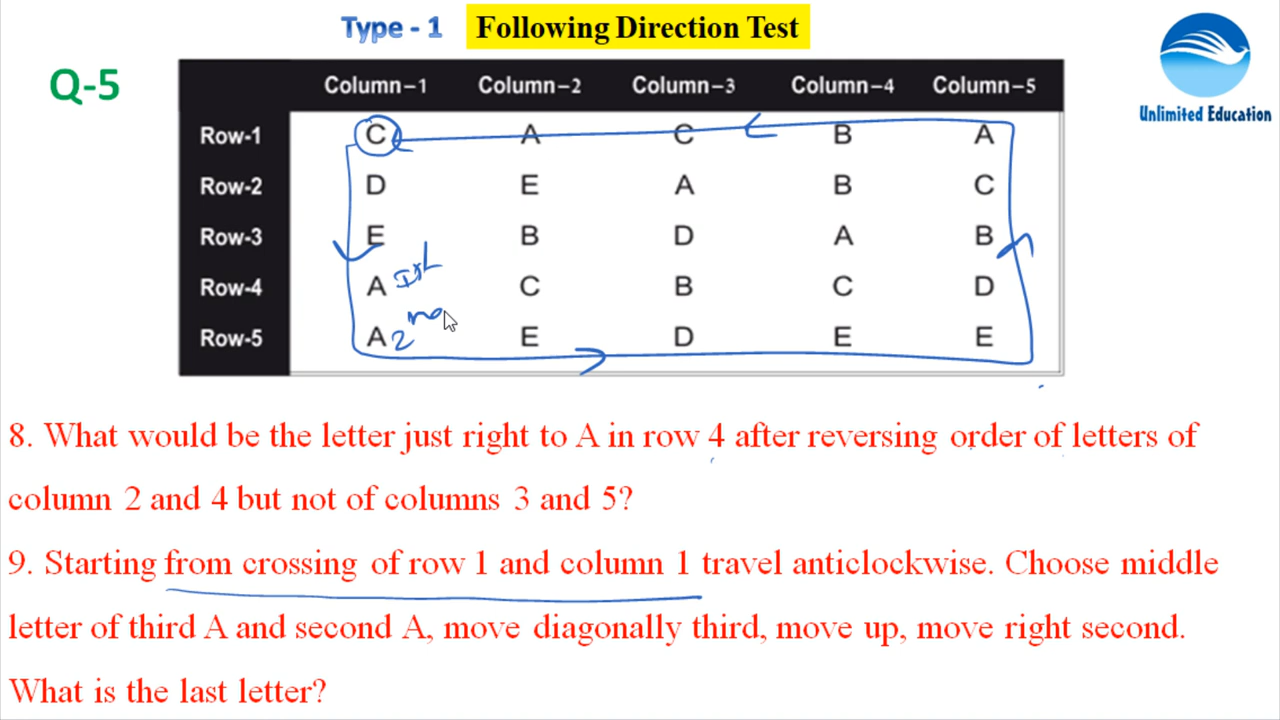 Type - 1 Following Direction Test
Q-5
Unlimited Education
Column-1 Column-2 Column-3 Column-4 Column-5
Row-1 C A C B A
Row-2 D E A B C
Row-3 E B D A B
Row-4 A Ist C B C D
Row-5 A 2 nd E D E E
8. What would be the letter just right to A in row 4 after reversing order of letters of
column 2 and 4 but not of columns 3 and 5?
9. Starting from crossing of row 1 and column 1 travel anticlockwise. Choose middle
letter of third A and second A, move diagonally third, move up, move right second.
What is the last letter?